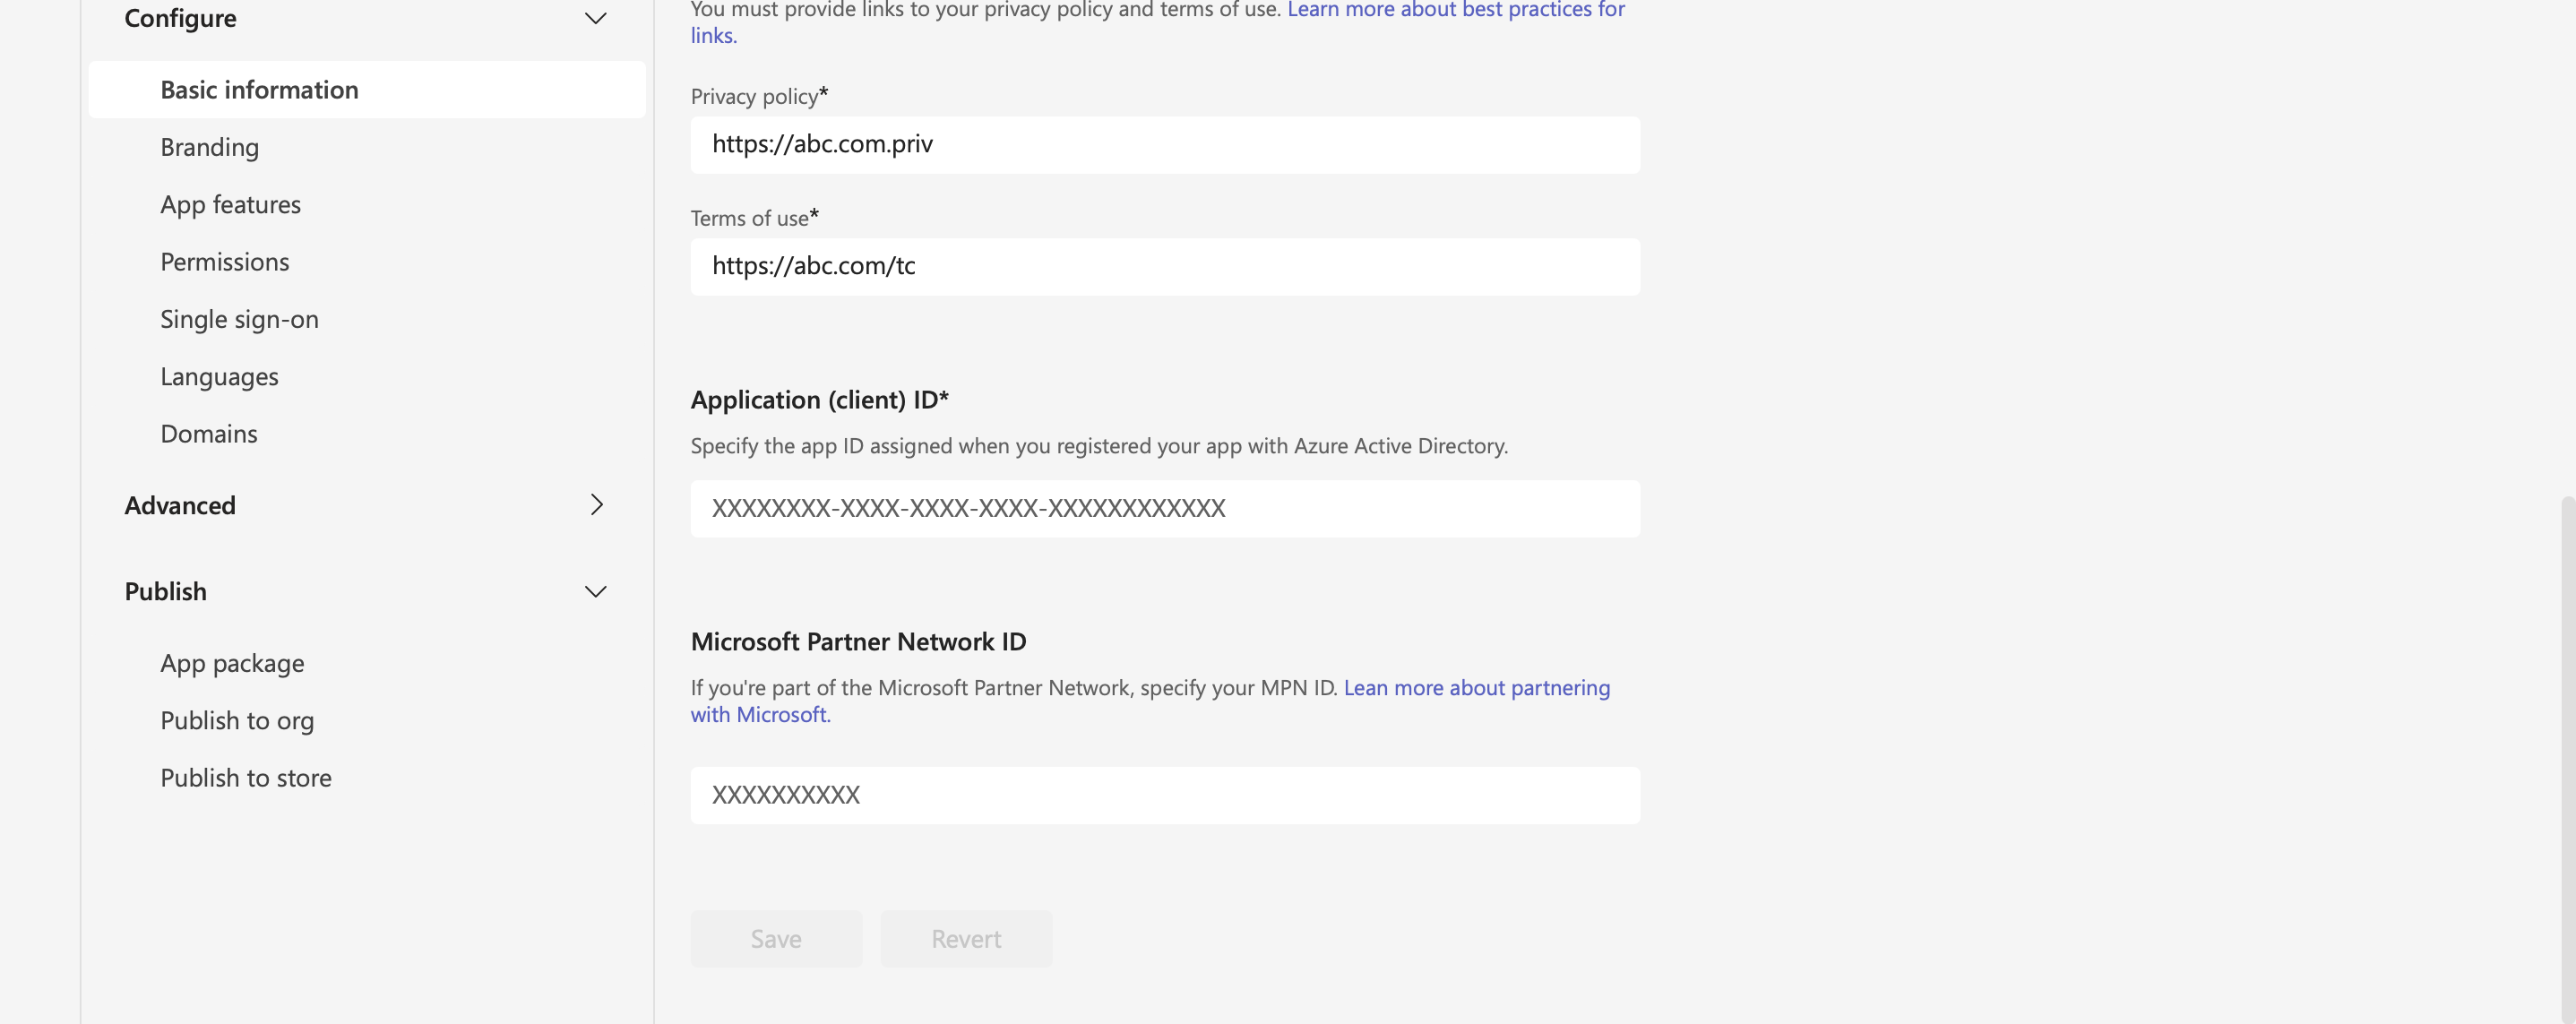 Configure
Basic information
Branding
App features
Permissions
Single sign-on
Languages
Domains
Advanced
Publish
App package
Publish to org
Publish to store
You must provide links to your privacy policy and terms of use. Learn more about best practices for
links.
Privacy policy*
https://abc.com.priv
Terms of use*
https://abc.com/tc
Application (client) ID*
Specify the app ID assigned when you registered your app with Azure Active Directory.
XXXXXXXX-XXXX-XXXX-XXXX-XXXXXXXXXXXX
Microsoft Partner Network ID
If you're part of the Microsoft Partner Network, specify your MPN ID. Lean more about partnering
with Microsoft.
XXXXXXXXXX
Save Revert